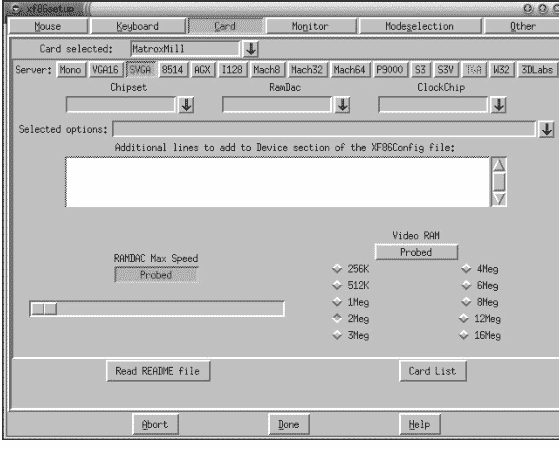 xf86setup
Mouse Keyboard Card Monitor Modeselection Other
Card selected: MatroxMill
Server: Mono VGA16 SVGA 8514 AGX I128 Mach8 Mach32 Mach64 P9000 S3 S3V TGA W32 3DLabs
Chipset RamDac ClockChip
Selected options:
Additional lines to add to Device section of the XF86Config file:
Video RAM
RAMDAC Max Speed Probed
Probed
256K 4Meg
512K 6Meg
1Meg 8Meg
2Meg 12Meg
3Meg 16Meg
Read README file Card List
Abort Done Help